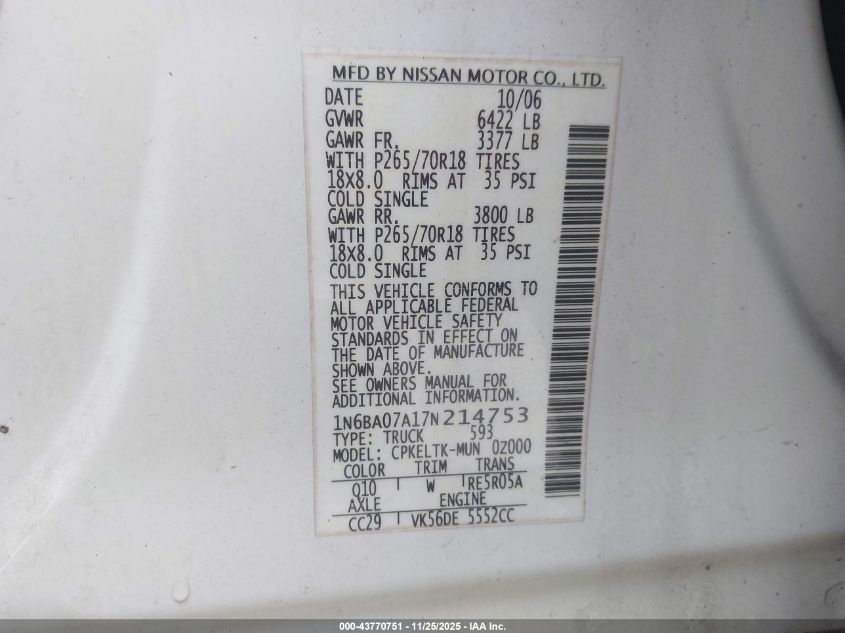 MFD BY NISSAN MOTOR CO., LTD.
DATE 10/06
GVWR 6422 LB
GAWR FR. 3377 LB
WITH P265/70R18 TIRES
18X8.0 RIMS AT 35 PSI
COLD SINGLE
GAWR RR. 3800 LB
WITH P265/70R18 TIRES
18X8.0 RIMS AT 35 PSI
COLD SINGLE
THIS VEHICLE CONFORMS TO
ALL APPLICABLE FEDERAL
MOTOR VEHICLE SAFETY
STANDARDS IN EFFECT ON
THE DATE OF MANUFACTURE
SHOWN ABOVE.
SEE OWNERS MANUAL FOR
ADDITIONAL INFORMATION.
1N6BA07A17N214753
TYPE: TRUCK 593
MODEL: CPKELTK-MUN 0Z000
COLOR TRIM TRANS
Q10 W RE5R05A
AXLE ENGINE
CC29 VK56DE 5552CC
000-43770751 - 11/25/2025 - IAA Inc.